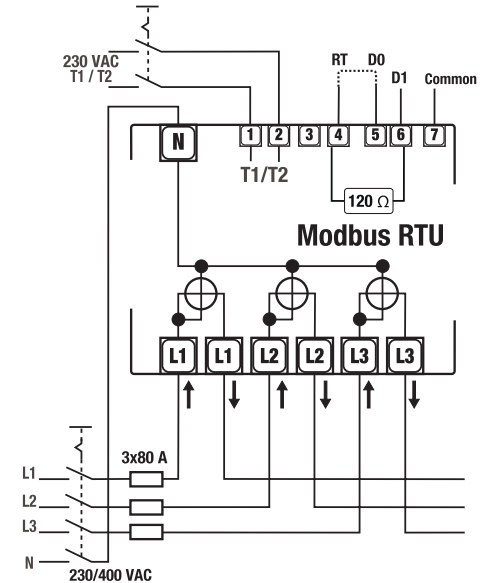 RT D0
230 VAC
T1 / T2
D1 Common
N 1 2 3 4 5 6 7
T1/T2
120 Ω
Modbus RTU
L1 L1 L2 L2 L3 L3
3x80 A
L1
L2
L3
N
230/400 VAC